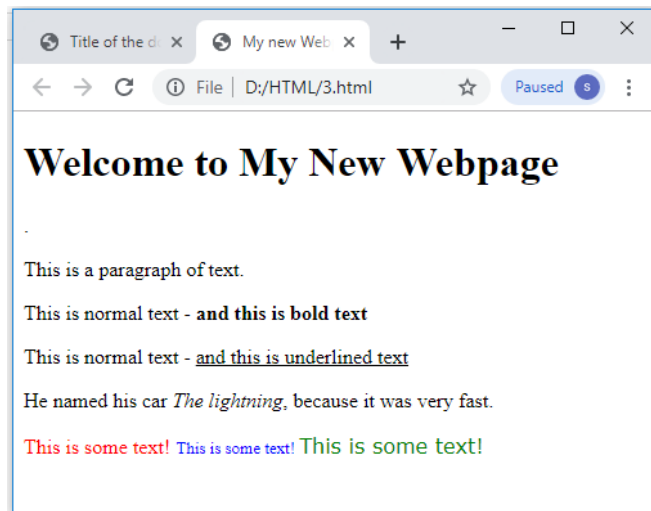 Title of the d
My new Web
File | D:/HTML/3.html
Paused s
Welcome to My New Webpage
.
This is a paragraph of text.
This is normal text - and this is bold text
This is normal text - and this is underlined text
He named his car The lightning, because it was very fast.
This is some text! This is some text! This is some text!